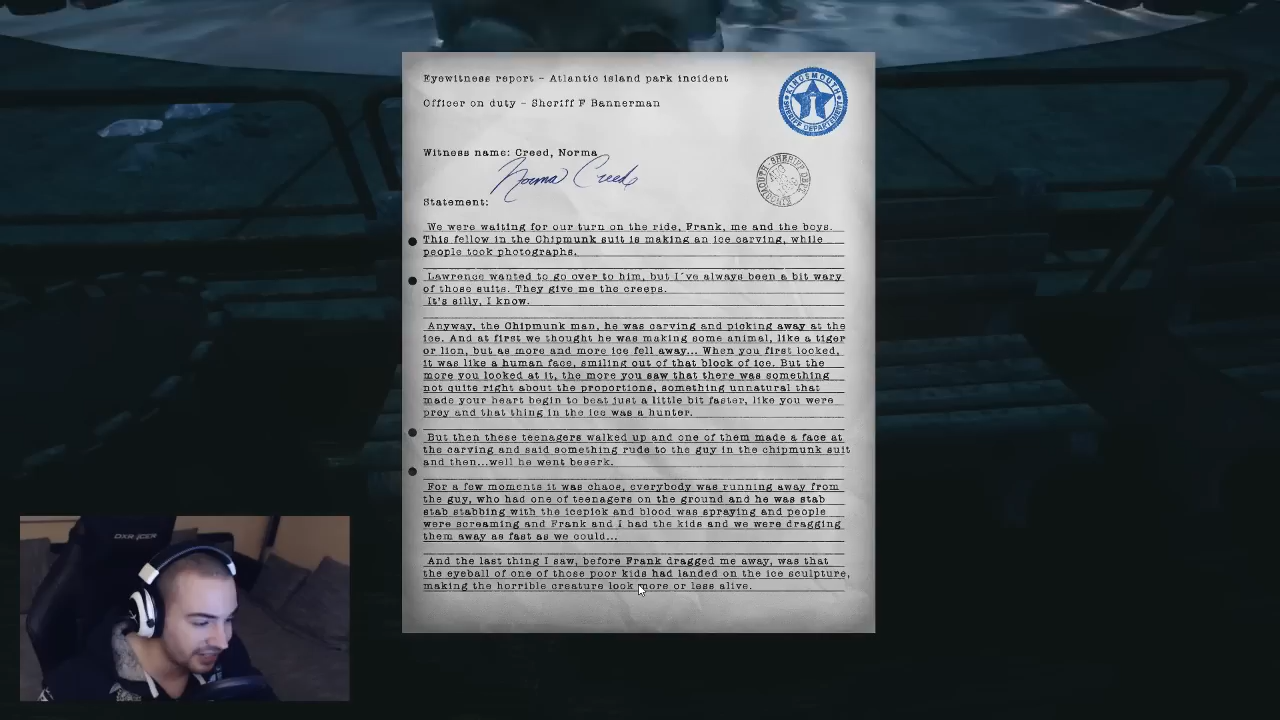 Eyewitness report - Atlantic island park incident
Officer on duty - Sheriff F Bannerman
KINGSMOUTH
SHERIFF DEPARTEMENT
Witness name: Creed, Norma
Norma Creed
Statement:
We were waiting for our turn on the ride, Frank, me and the boys.
This fellow in the Chipmunk suit is making an ice carving, while
people took photographs.
Lawrence wanted to go over to him, but I´ve always been a bit wary
of those suits. They give me the creeps.
It's silly, I know.
Anyway, the Chipmunk man, he was carving and picking away at the
ice. And at first we thought he was making some animal, like a tiger
or lion, but as more and more ice fell away... When you first looked,
it was like a human face, smiling out of that block of ice. But the
more you looked at it, the more you saw that there was something
not quite right about the proportions, something unnatural that
made your heart begin to beat just a little bit faster, like you were
prey and that thing in the ice was a hunter.
But then these teenagers walked up and one of them made a face at
the carving and said something rude to the guy in the chipmunk suit
and then...well he went beserk.
For a few moments it was chaos, everybody was running away from
the guy, who had one of teenagers on the ground and he was stab
stab stabbing with the icepick and blood was spraying and people
were screaming and Frank and I had the kids and we were dragging
them away as fast as we could...
And the last thing I saw, before Frank dragged me away, was that
the eyeball of one of those poor kids had landed on the ice sculpture,
making the horrible creature look more or less alive.